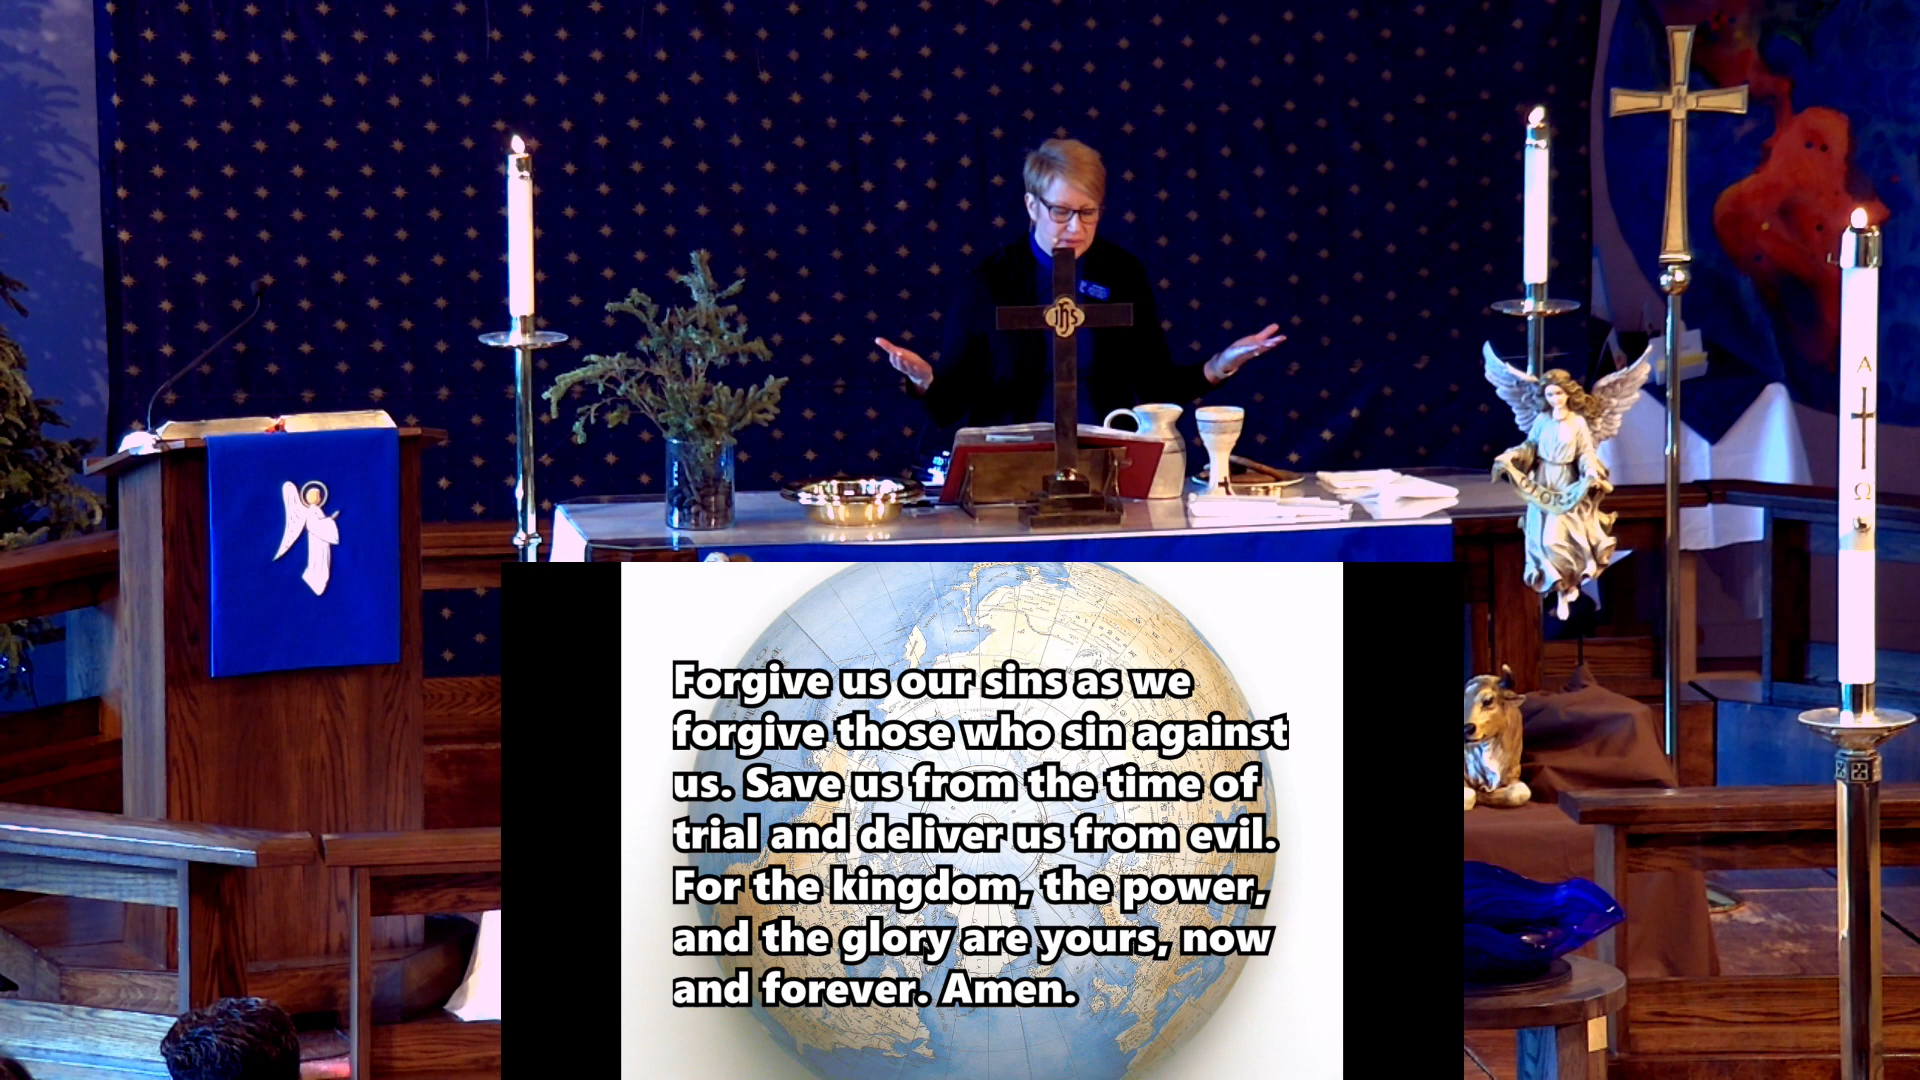 ihs
Α
Ω
GLOR
Forgive us our sins as we
forgive those who sin against
us. Save us from the time of
trial and deliver us from evil.
For the kingdom, the power,
and the glory are yours, now
and forever. Amen.